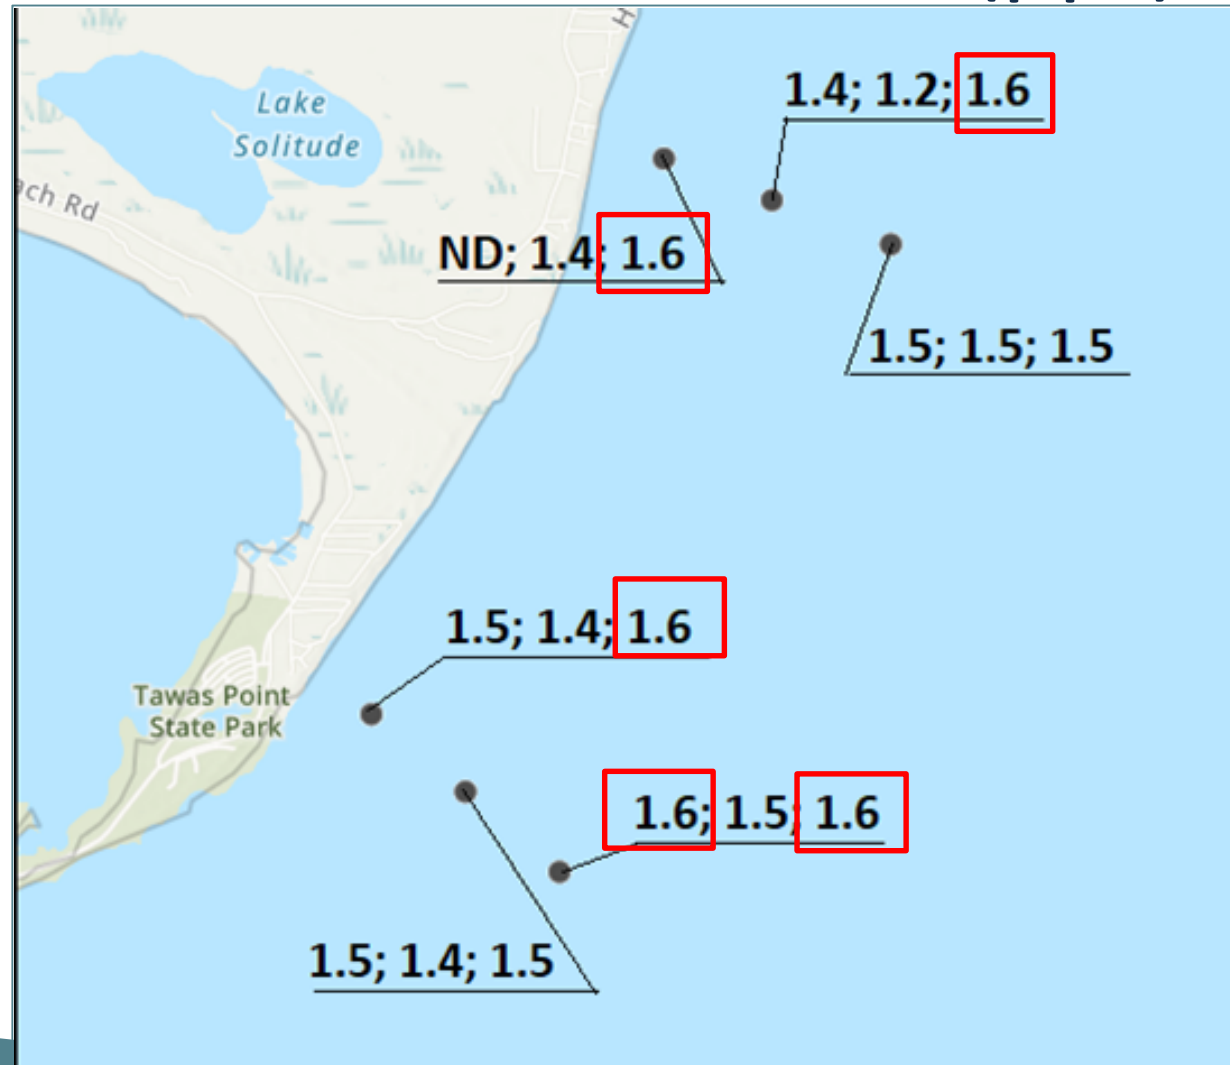 H
Lake
Solitude
1.4; 1.2; 1.6
ach Rd
ND; 1.4; 1.6
1.5; 1.5; 1.5
1.5; 1.4; 1.6
Tawas Point
State Park
1.6; 1.5; 1.6
1.5; 1.4; 1.5